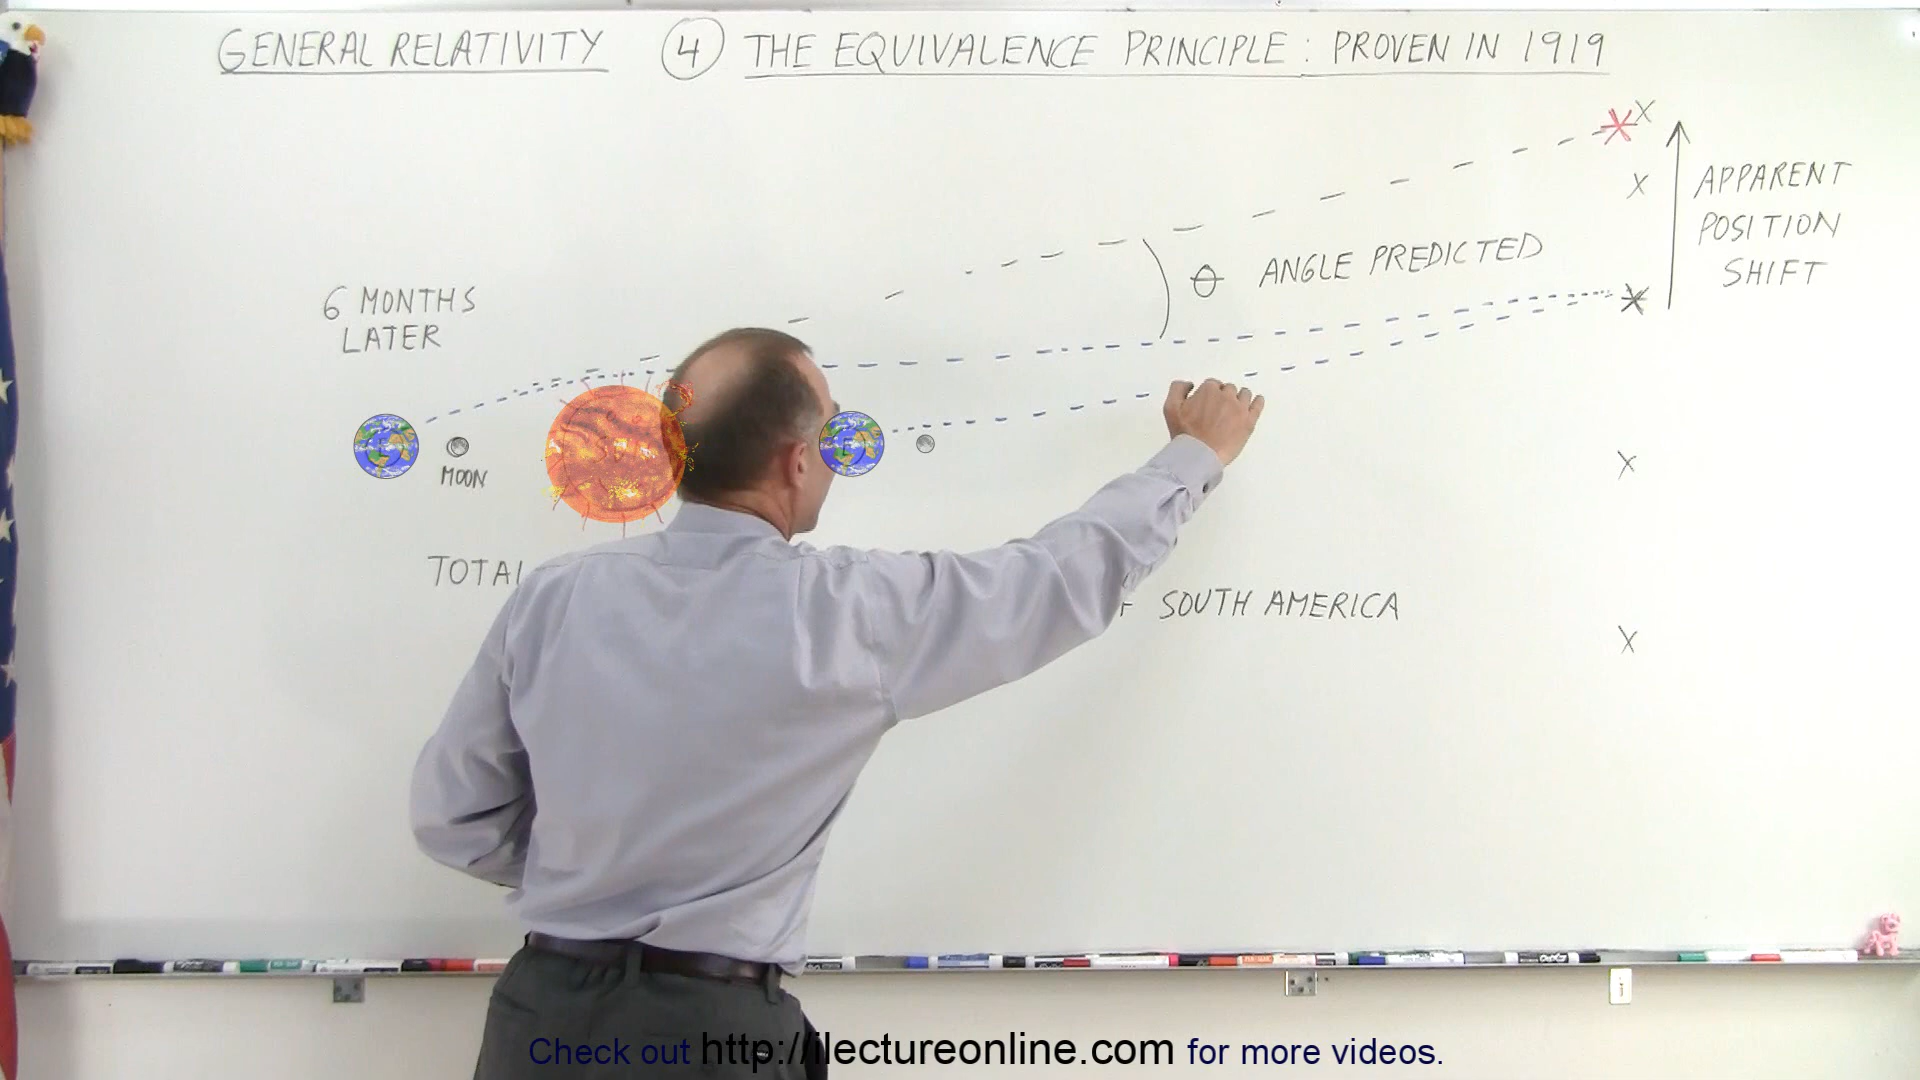 GENERAL RELATIVITY ④ THE EQUIVALENCE PRINCIPLE: PROVEN IN 1919
APPARENT
POSITION
SHIFT
θ ANGLE PREDICTED
6 MONTHS
LATER
E
E
MOON
TOTAL
SOUTH AMERICA
Check out http://ilectureonline.com for more videos.